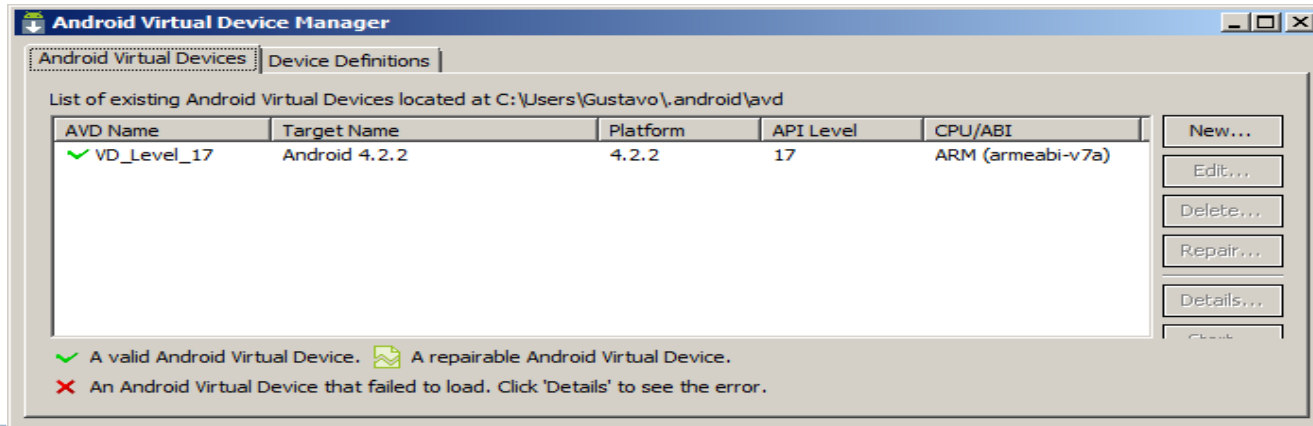 Android Virtual Device Manager
Android Virtual Devices Device Definitions
List of existing Android Virtual Devices located at C:\Users\Gustavo\.android\avd
AVD Name Target Name Platform API Level CPU/ABI
VD_Level_17 Android 4.2.2 4.2.2 17 ARM (armeabi-v7a)
New...
Edit...
Delete...
Repair...
Details...
A valid Android Virtual Device. A repairable Android Virtual Device.
An Android Virtual Device that failed to load. Click 'Details' to see the error.